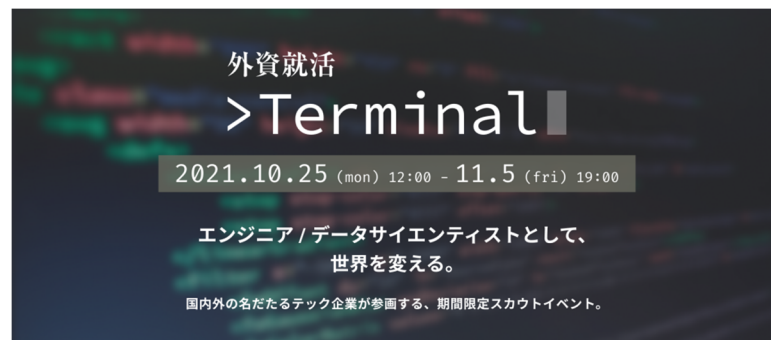 外資就活
>Terminal
2021.10.25 (mon) 12:00 - 11.5 (fri) 19:00
エンジニア / データサイエンティストとして、
世界を変える。
国内外の名だたるテック企業が参画する、期間限定スカウトイベント。